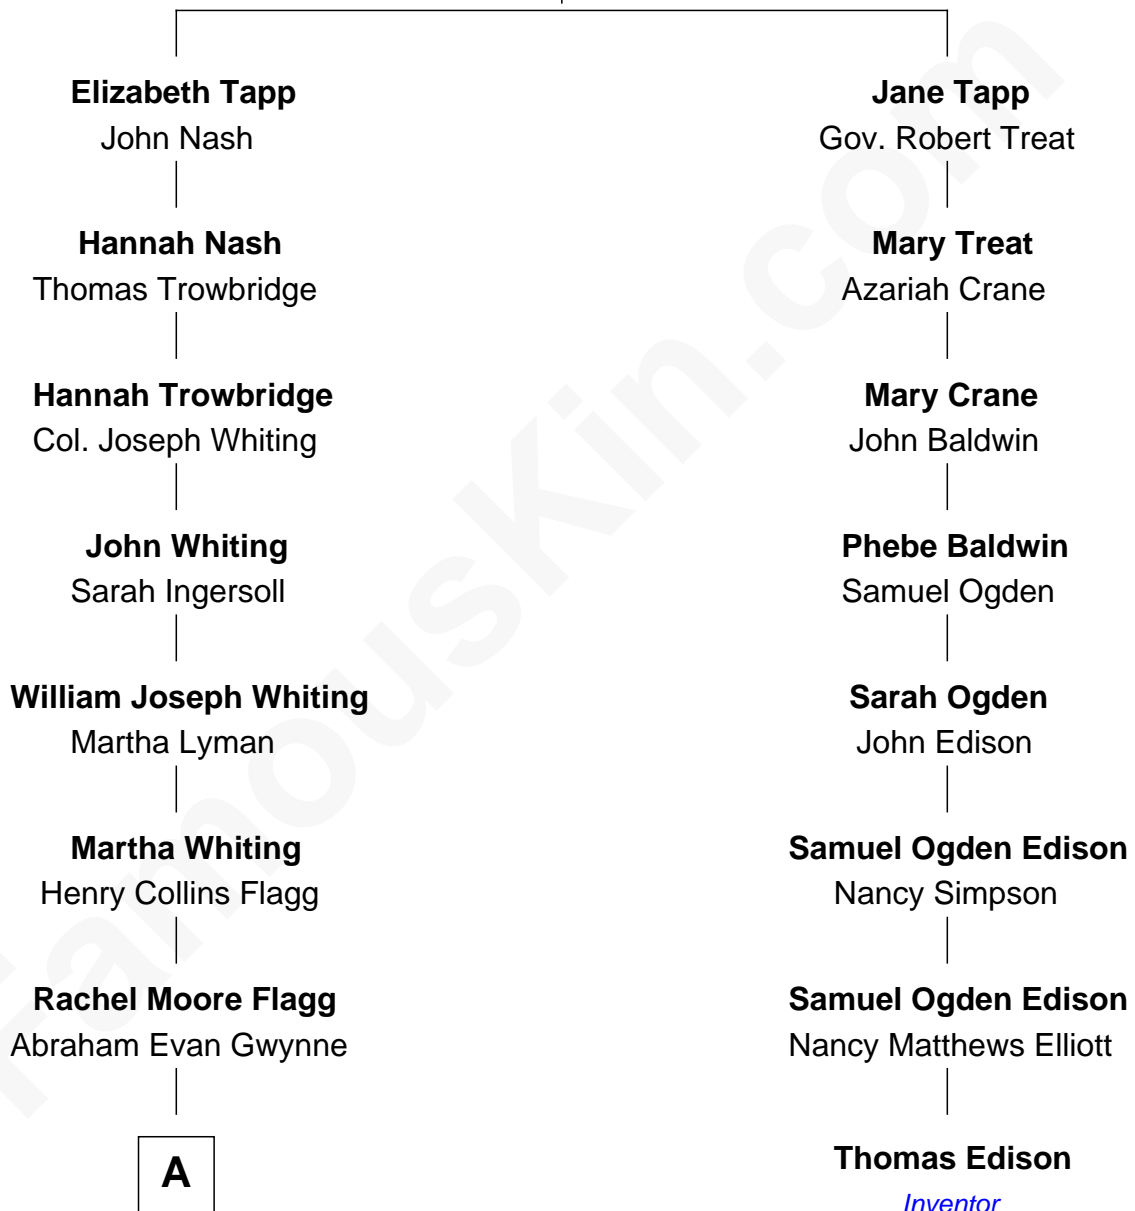 Elizabeth Tapp
John Nash
Jane Tapp
Gov. Robert Treat
Hannah Nash
Thomas Trowbridge
Mary Treat
Azariah Crane
Hannah Trowbridge
Col. Joseph Whiting
Mary Crane
John Baldwin
John Whiting
Sarah Ingersoll
Phebe Baldwin
Samuel Ogden
William Joseph Whiting
Martha Lyman
Sarah Ogden
John Edison
Martha Whiting
Henry Collins Flagg
Samuel Ogden Edison
Nancy Simpson
Rachel Moore Flagg
Abraham Evan Gwynne
Samuel Ogden Edison
Nancy Matthews Elliott
A
Thomas Edison
Inventor
FamousKin.com